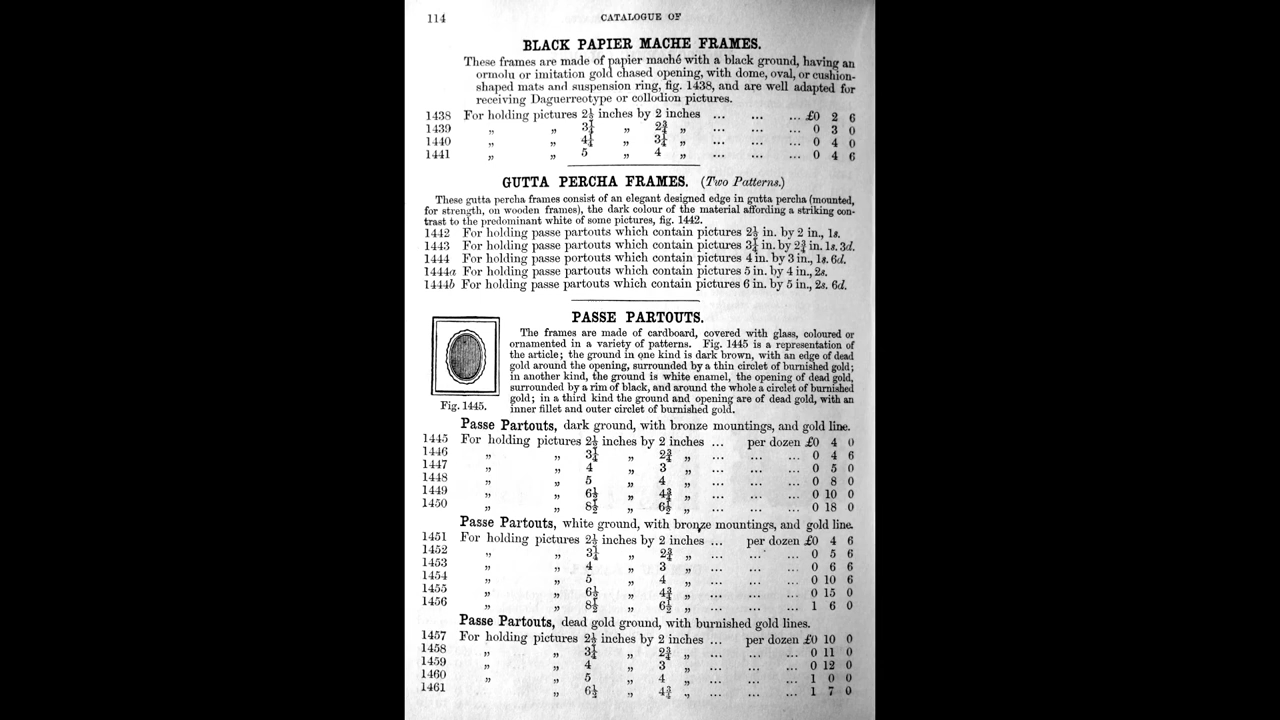 114 CATALOGUE OF
BLACK PAPIER MACHE FRAMES.
These frames are made of papier maché with a black ground, having an
ormolu or imitation gold chased opening, with dome, oval, or cushion-
shaped mats and suspension ring, fig. 1438, and are well adapted for
receiving Daguerreotype or collodion pictures.
1438 For holding pictures 2½ inches by 2 inches ... ... ... £0 2 6
1439 „ „ 3¼ „ 2¾ „ ... ... ... 0 3 0
1440 „ „ 4¼ „ 3¼ „ ... ... ... 0 4 0
1441 „ „ 5 „ 4 „ ... ... ... 0 4 6
GUTTA PERCHA FRAMES. (Two Patterns.)
These gutta percha frames consist of an elegant designed edge in gutta percha (mounted,
for strength, on wooden frames), the dark colour of the material affording a striking con-
trast to the predominant white of some pictures, fig. 1442.
1442 For holding passe partouts which contain pictures 2½ in. by 2 in., 1s.
1443 For holding passe partouts which contain pictures 3¼ in. by 2¾ in. 1s. 3d.
1444 For holding passe portouts which contain pictures 4 in. by 3 in., 1s. 6d.
1444a For holding passe partouts which contain pictures 5 in. by 4 in., 2s.
1444b For holding passe partouts which contain pictures 6 in. by 5 in., 2s. 6d.
PASSE PARTOUTS.
The frames are made of cardboard, covered with glass, coloured or
ornamented in a variety of patterns. Fig. 1445 is a representation of
the article; the ground in one kind is dark brown, with an edge of dead
gold around the opening, surrounded by a thin circlet of burnished gold;
in another kind, the ground is white enamel, the opening of dead gold,
surrounded by a rim of black, and around the whole a circlet of burnished
gold; in a third kind the ground and opening are of dead gold, with an
inner fillet and outer circlet of burnished gold.
Fig. 1445.
Passe Partouts, dark ground, with bronze mountings, and gold line.
1445 For holding pictures 2½ inches by 2 inches ... per dozen £0 4 0
1446 „ „ 3¼ „ 2¾ „ ... ... ... 0 4 6
1447 „ „ 4 „ 3 „ ... ... ... 0 5 0
1448 „ „ 5 „ 4 „ ... ... ... 0 8 0
1449 „ „ 6½ „ 4¾ „ ... ... ... 0 10 0
1450 „ „ 8½ „ 6½ „ ... ... ... 0 18 0
Passe Partouts, white ground, with bronze mountings, and gold line.
1451 For holding pictures 2½ inches by 2 inches ... per dozen £0 4 6
1452 „ „ 3¼ „ 2¾ „ ... ... ... 0 5 6
1453 „ „ 4 „ 3 „ ... ... ... 0 6 6
1454 „ „ 5 „ 4 „ ... ... ... 0 10 6
1455 „ „ 6½ „ 4¾ „ ... ... ... 0 15 0
1456 „ „ 8½ „ 6½ „ ... ... ... 1 6 0
Passe Partouts, dead gold ground, with burnished gold lines.
1457 For holding pictures 2½ inches by 2 inches ... per dozen £0 10 0
1458 „ „ 3¼ „ 2¾ „ ... ... ... 0 11 0
1459 „ „ 4 „ 3 „ ... ... ... 0 12 0
1460 „ „ 5 „ 4 „ ... ... ... 1 0 0
1461 „ 6½ „ 4¾ „ ... ... ... 1 7 0